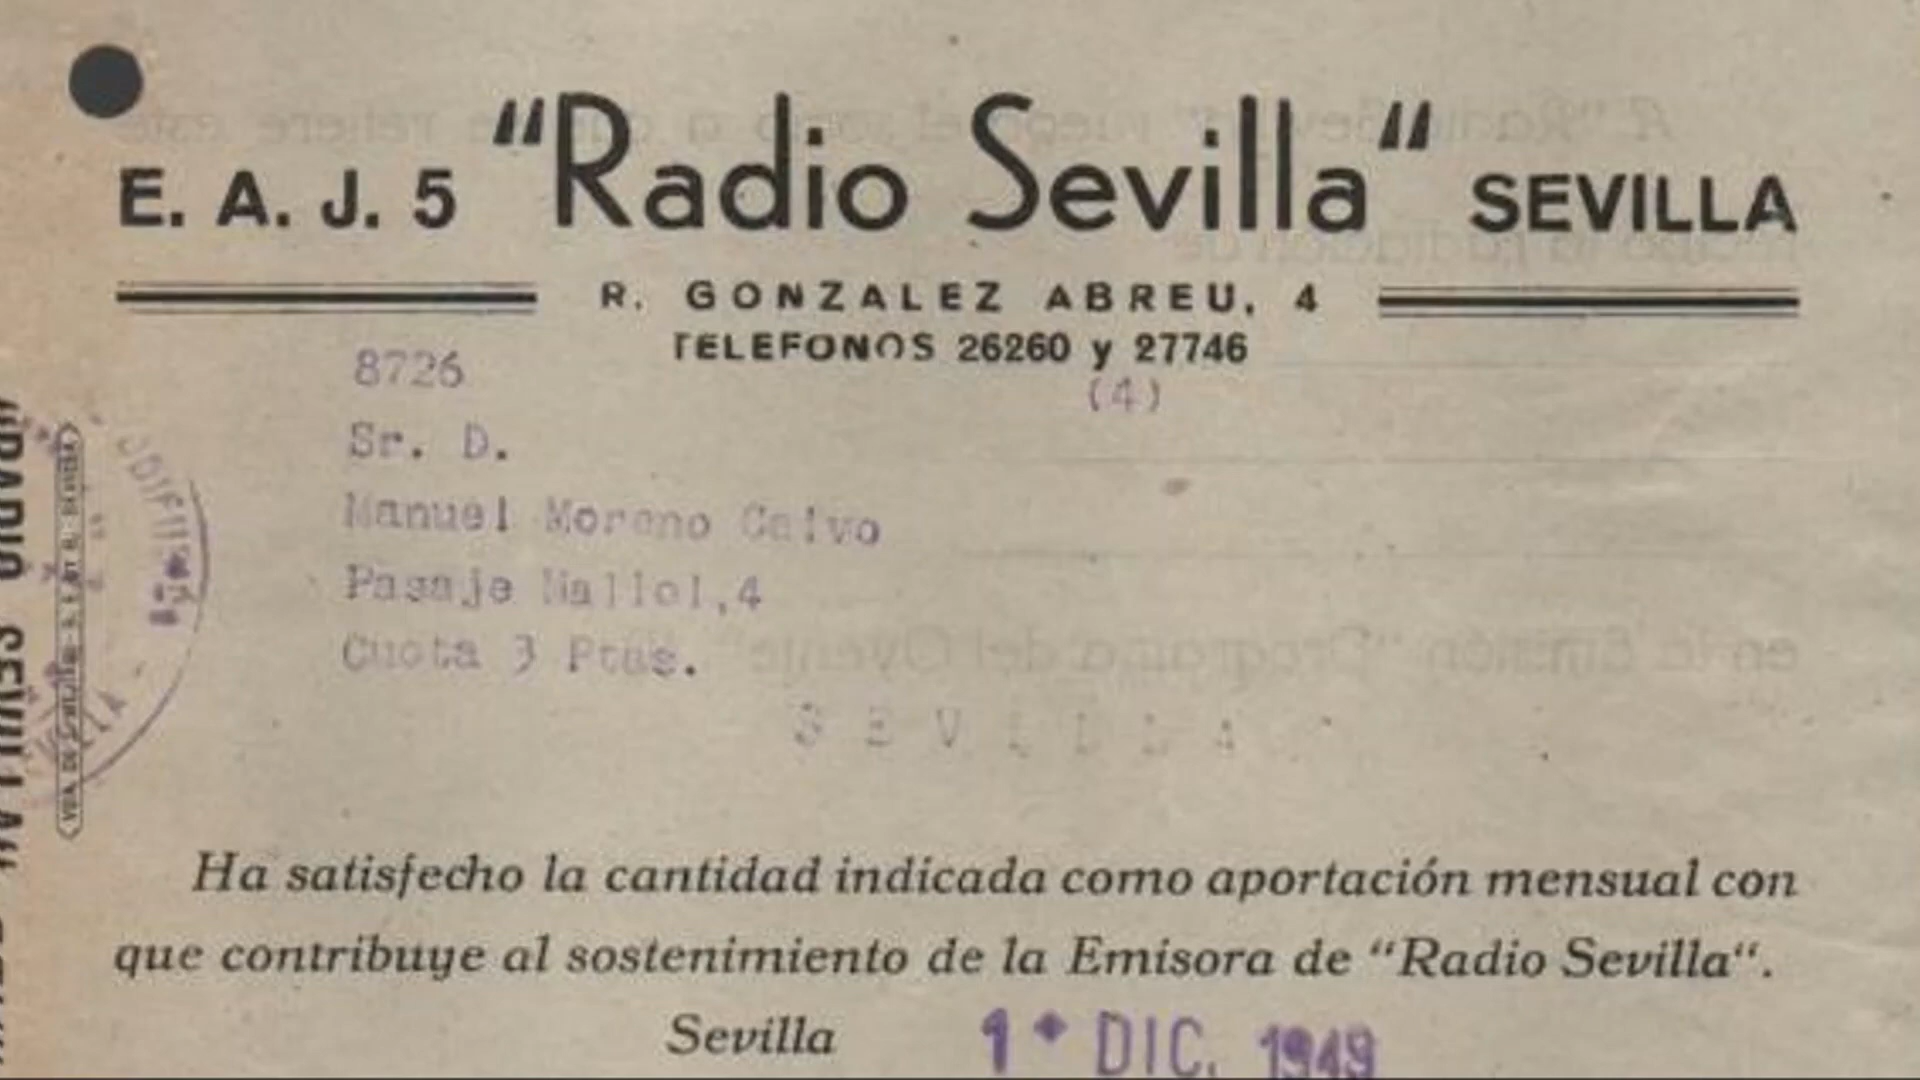 E. A. J. 5 "Radio Sevilla" SEVILLA
R. GONZALEZ ABREU, 4
TELEFONOS 26260 y 27746
8726
(4)
Sr. D.
Manuel Moreno Calvo
Pasaje Mallol,4
Cuota 3 Ptas.
SEVILLA
Ha satisfecho la cantidad indicada como aportación mensual con
que contribuye al sostenimiento de la Emisora de "Radio Sevilla".
Sevilla 1 DIC. 1949
"RADIO SEVILLA"